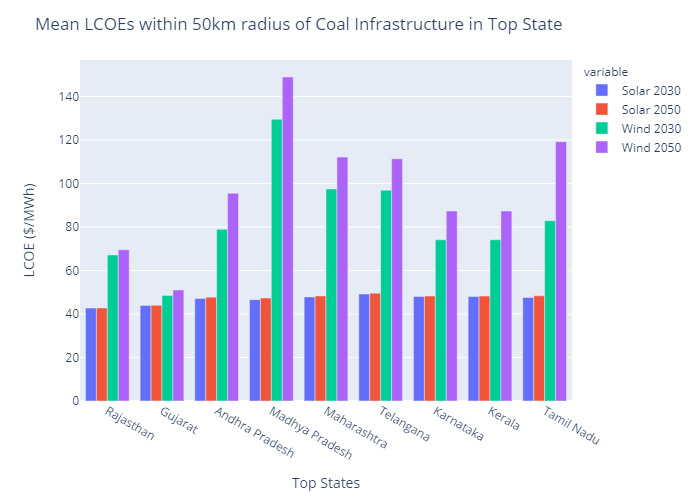 Mean LCOEs within 50km radius of Coal Infrastructure in Top State
variable
Solar 2030
Solar 2050
Wind 2030
Wind 2050
LCOE ($/MWh)
140
120
100
80
60
40
20
0
Rajasthan
Gujarat
Andhra Pradesh
Madhya Pradesh
Maharashtra
Telangana
Karnataka
Kerala
Tamil Nadu
Top States